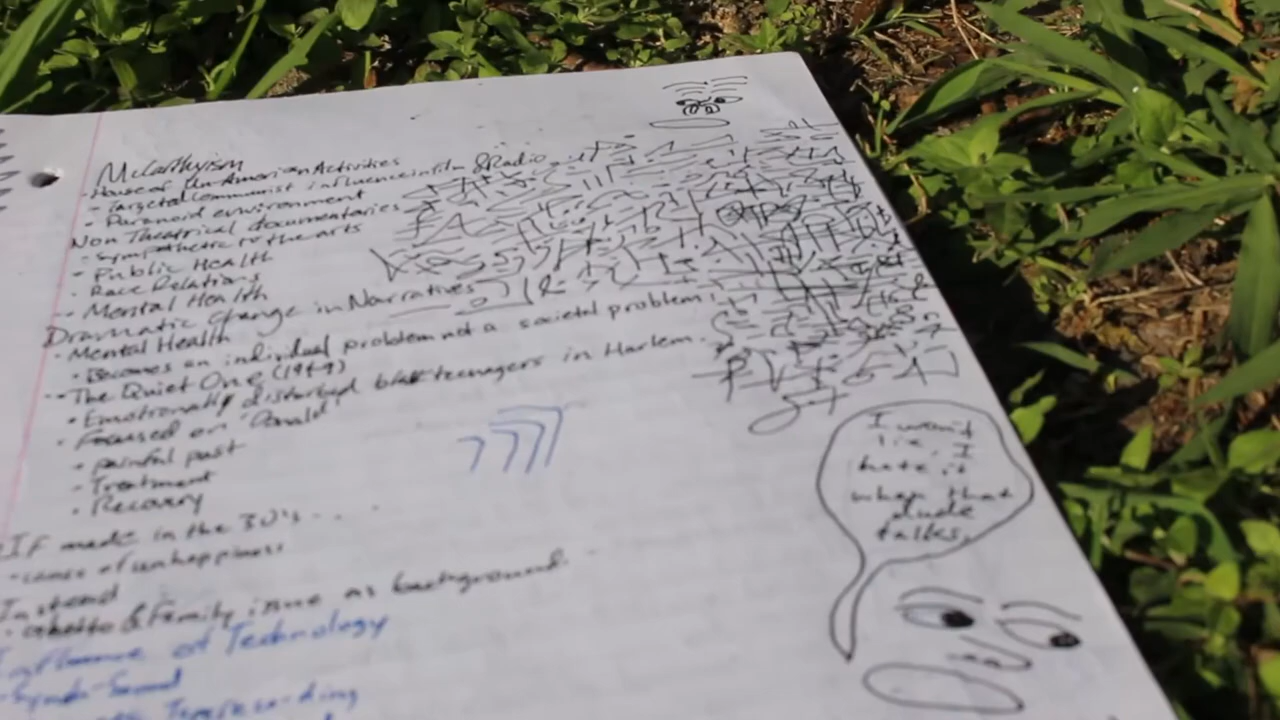 McCarthyism
- House of Un-American Activities
- Targeted Communist influence in film & Radio
- Paranoid environment
Non Theatrical documentaries
- Sympathetic to the arts
- Public Health
- Race Relations
- Mental Health
Dramatic change in Narratives
- Mental Health
• Becomes an individual problem not a societal problem.
- The Quiet One (1949)
• Emotionally disturbed black teenagers in Harlem.
• Focused on "Donald"
• painful past
• Treatment
• Recovery
If made in the 30's ...
- cause of unhappiness
Instead
• Ghetto & Family issue as background.
Influence of Technology
- Synch-Sound
I won't
lie, I
hate it
when that
dude
talks.